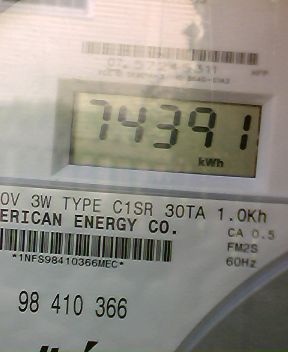 74391
kWh
0V 3W TYPE C1SR 30TA 1.0Kh
ERICAN ENERGY CO.
CA 0.5
FM2S
*1NFS98410366MEC*
60Hz
98 410 366